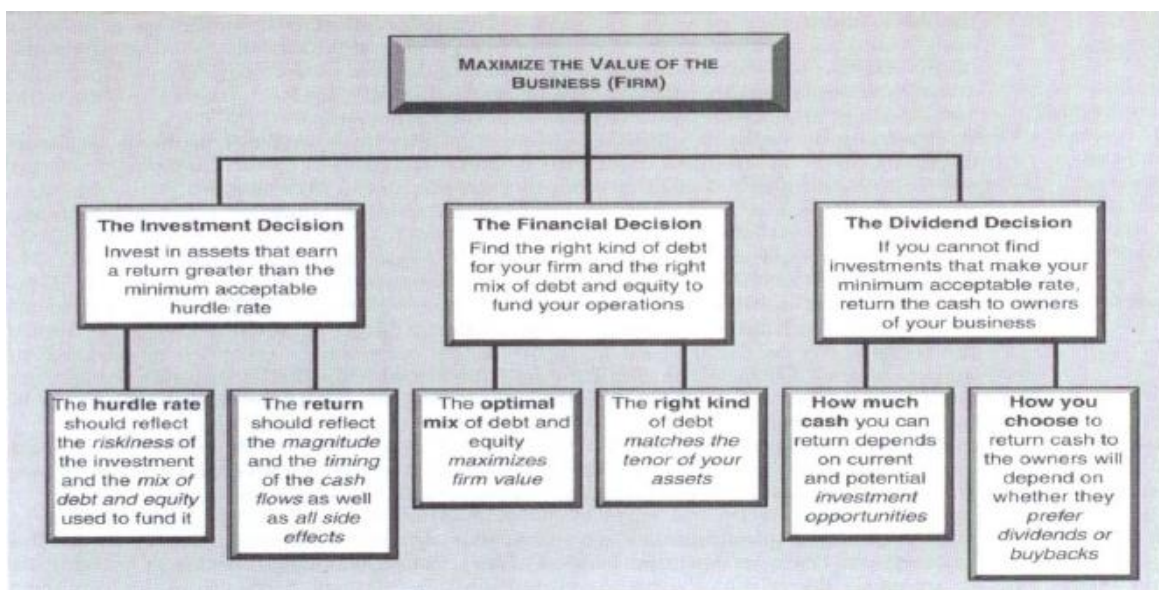 MAXIMIZE THE VALUE OF THE
BUSINESS (FIRM)
The Investment Decision
Invest in assets that earn
a return greater than the
minimum acceptable
hurdle rate
The Financial Decision
Find the right kind of debt
for your firm and the right
mix of debt and equity to
fund your operations
The Dividend Decision
If you cannot find
investments that make your
minimum acceptable rate,
return the cash to owners
of your business
The hurdle rate
should reflect
the riskiness of
the investment
and the mix of
debt and equity
used to fund it
The return
should reflect
the magnitude
and the timing
of the cash
flows as well
as all side
effects
The optimal
mix of debt and
equity
maximizes
firm value
The right kind
of debt
matches the
tenor of your
assets
How much
cash you can
return depends
on current
and potential
investment
opportunities
How you
choose to
return cash to
the owners will
depend on
whether they
prefer
dividends or
buybacks